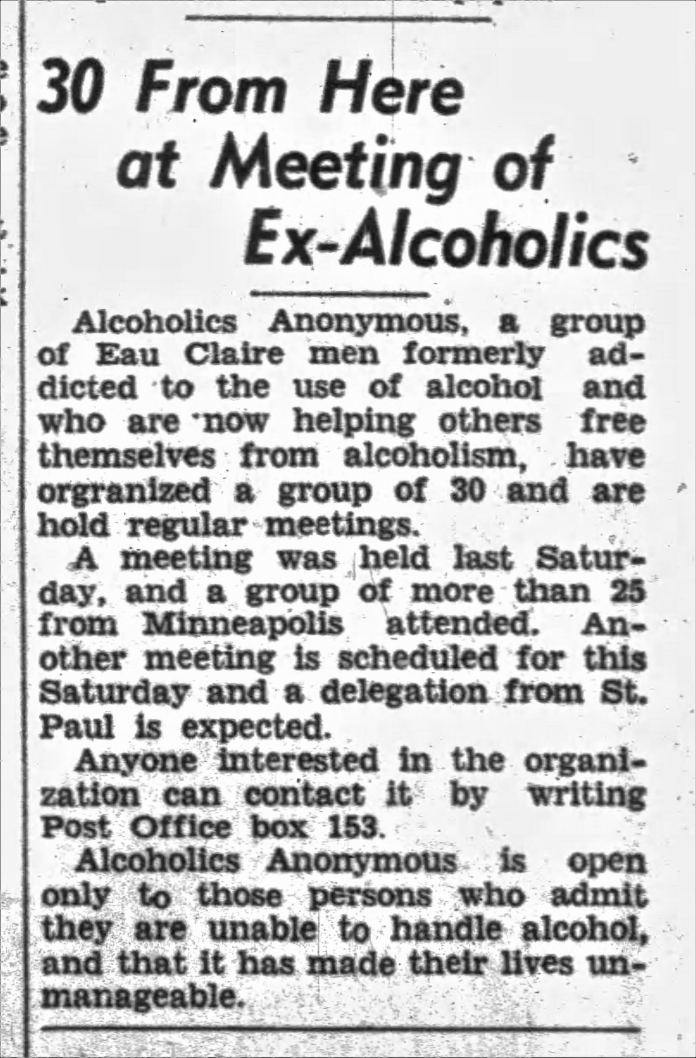 30 From Here
at Meeting of
Ex-Alcoholics
Alcoholics Anonymous, a group
of Eau Claire men formerly ad-
dicted to the use of alcohol and
who are now helping others free
themselves from alcoholism, have
orgranized a group of 30 and are
hold regular meetings.
A meeting was held last Satur-
day, and a group of more than 25
from Minneapolis attended. An-
other meeting is scheduled for this
Saturday and a delegation from St.
Paul is expected.
Anyone interested in the organi-
zation can contact it by writing
Post Office box 153.
Alcoholics Anonymous is open
only to those persons who admit
they are unable to handle alcohol,
and that it has made their lives un-
manageable.